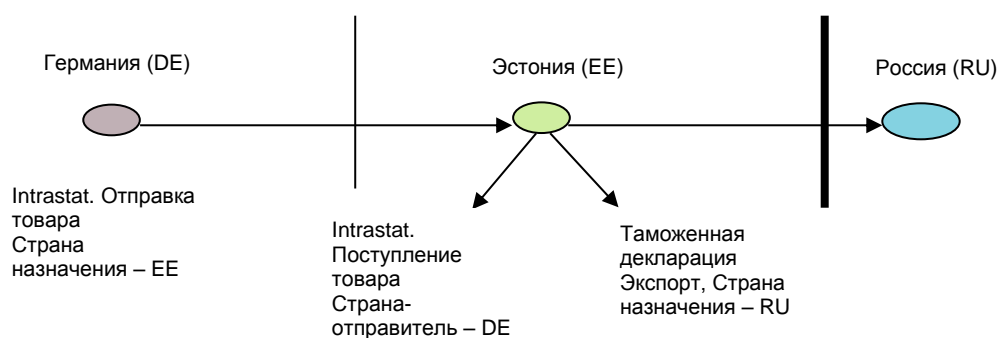 Германия (DE)
Эстония (EE)
Россия (RU)
Intrastat. Отправка
товара
Страна
назначения – EE
Intrastat.
Поступление
товара
Страна-
отправитель – DE
Таможенная
декларация
Экспорт, Страна
назначения – RU